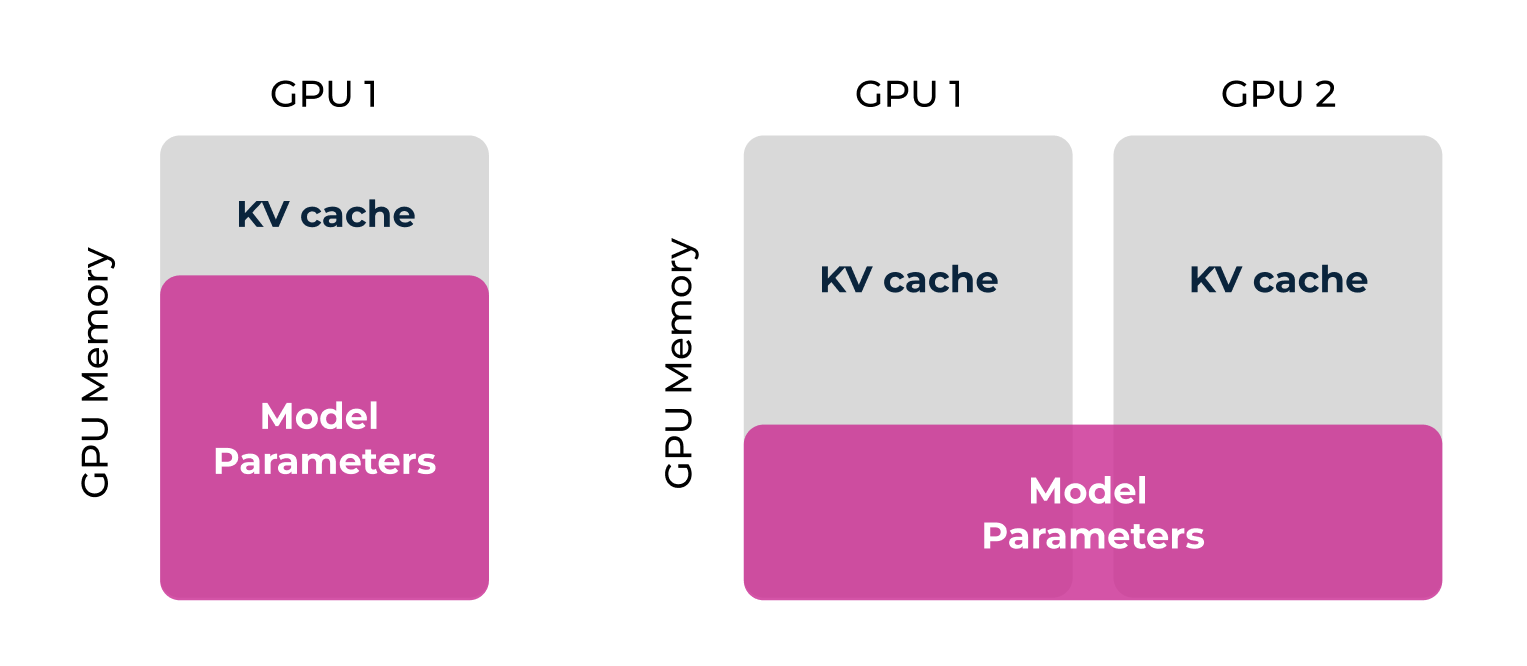 GPU 1
GPU Memory
KV cache
Model
Parameters
GPU 1
GPU 2
GPU Memory
KV cache
KV cache
Model
Parameters